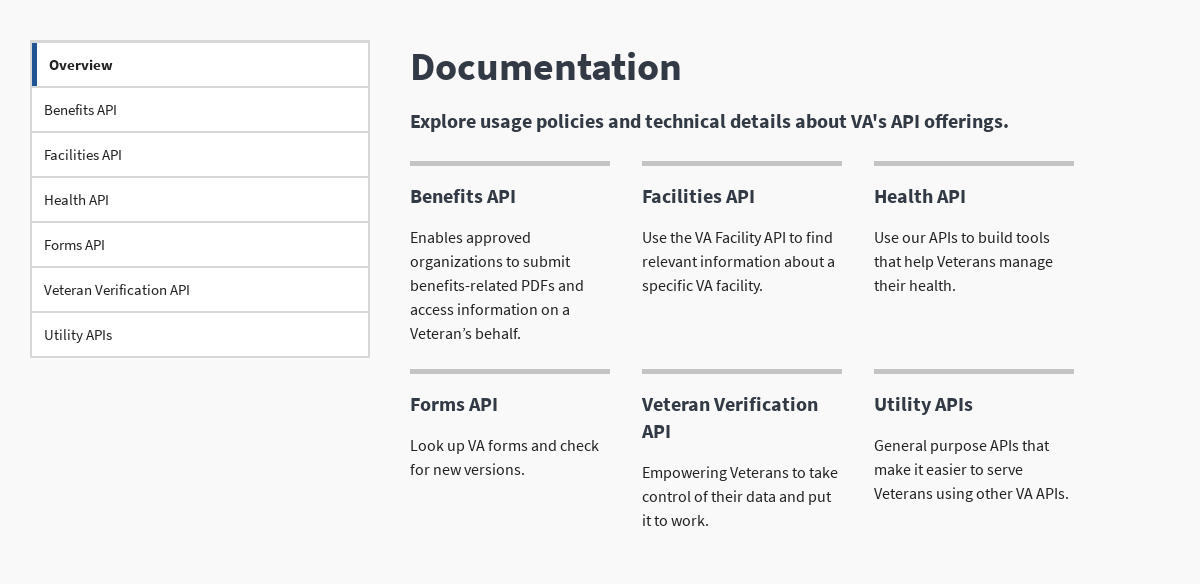 Overview
Benefits API
Facilities API
Health API
Forms API
Veteran Verification API
Utility APIs
Documentation
Explore usage policies and technical details about VA's API offerings.
Benefits API
Enables approved
organizations to submit
benefits-related PDFs and
access information on a
Veteran’s behalf.
Facilities API
Use the VA Facility API to find
relevant information about a
specific VA facility.
Health API
Use our APIs to build tools
that help Veterans manage
their health.
Forms API
Look up VA forms and check
for new versions.
Veteran Verification
API
Empowering Veterans to take
control of their data and put
it to work.
Utility APIs
General purpose APIs that
make it easier to serve
Veterans using other VA APIs.